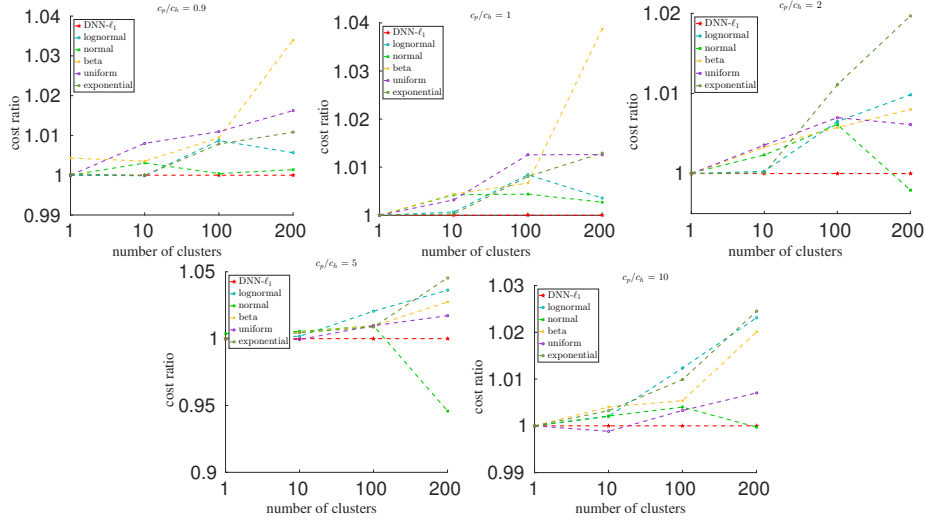 c_p/c_h = 0.9
1.04
1.03
1.02
1.01
1
0.99
cost ratio
DNN-ℓ1
lognormal
normal
beta
uniform
exponential
1 10 100 200
number of clusters
c_p/c_h = 1
1.04
1.03
1.02
1.01
1
cost ratio
DNN-ℓ1
lognormal
normal
beta
uniform
exponential
1 10 100 200
number of clusters
c_p/c_h = 2
1.02
1.01
1
cost ratio
DNN-ℓ1
lognormal
normal
beta
uniform
exponential
1 10 100 200
number of clusters
c_p/c_h = 5
1.05
1
0.95
0.9
cost ratio
DNN-ℓ1
lognormal
normal
beta
uniform
exponential
1 10 100 200
number of clusters
c_p/c_h = 10
1.03
1.02
1.01
1
0.99
cost ratio
DNN-ℓ1
lognormal
normal
beta
uniform
exponential
1 10 100 200
number of clusters